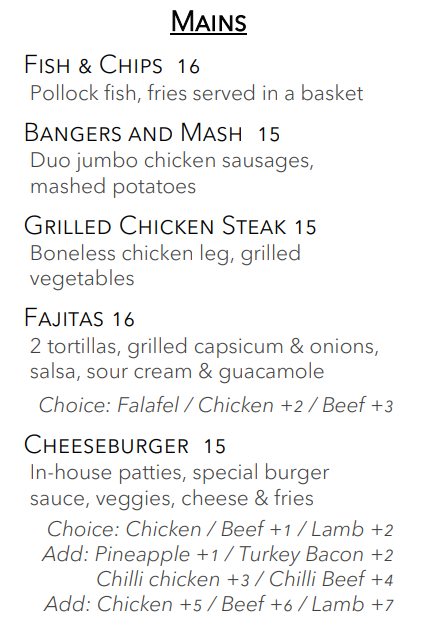 Mains
Fish & Chips 16
Pollock fish, fries served in a basket
Bangers and Mash 15
Duo jumbo chicken sausages,
mashed potatoes
Grilled Chicken Steak 15
Boneless chicken leg, grilled
vegetables
Fajitas 16
2 tortillas, grilled capsicum & onions,
salsa, sour cream & guacamole
Choice: Falafel / Chicken +2 / Beef +3
Cheeseburger 15
In-house patties, special burger
sauce, veggies, cheese & fries
Choice: Chicken / Beef +1 / Lamb +2
Add: Pineapple +1 / Turkey Bacon +2
Chilli chicken +3 / Chilli Beef +4
Add: Chicken +5 / Beef +6 / Lamb +7